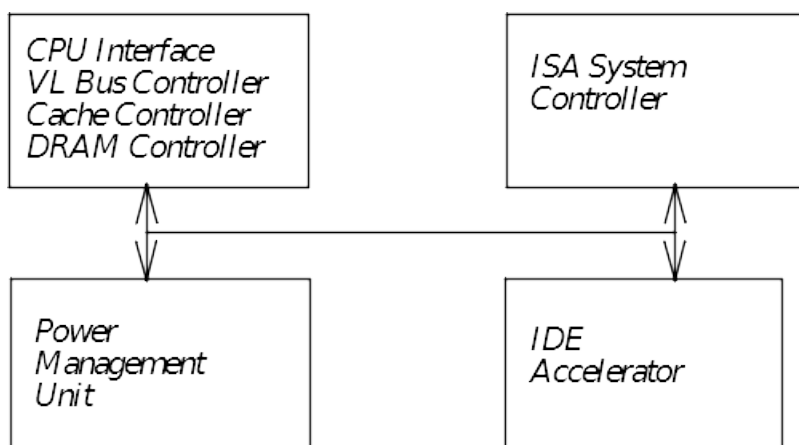 CPU Interface
VL Bus Controller
Cache Controller
DRAM Controller
ISA System
Controller
Power
Management
Unit
IDE
Accelerator